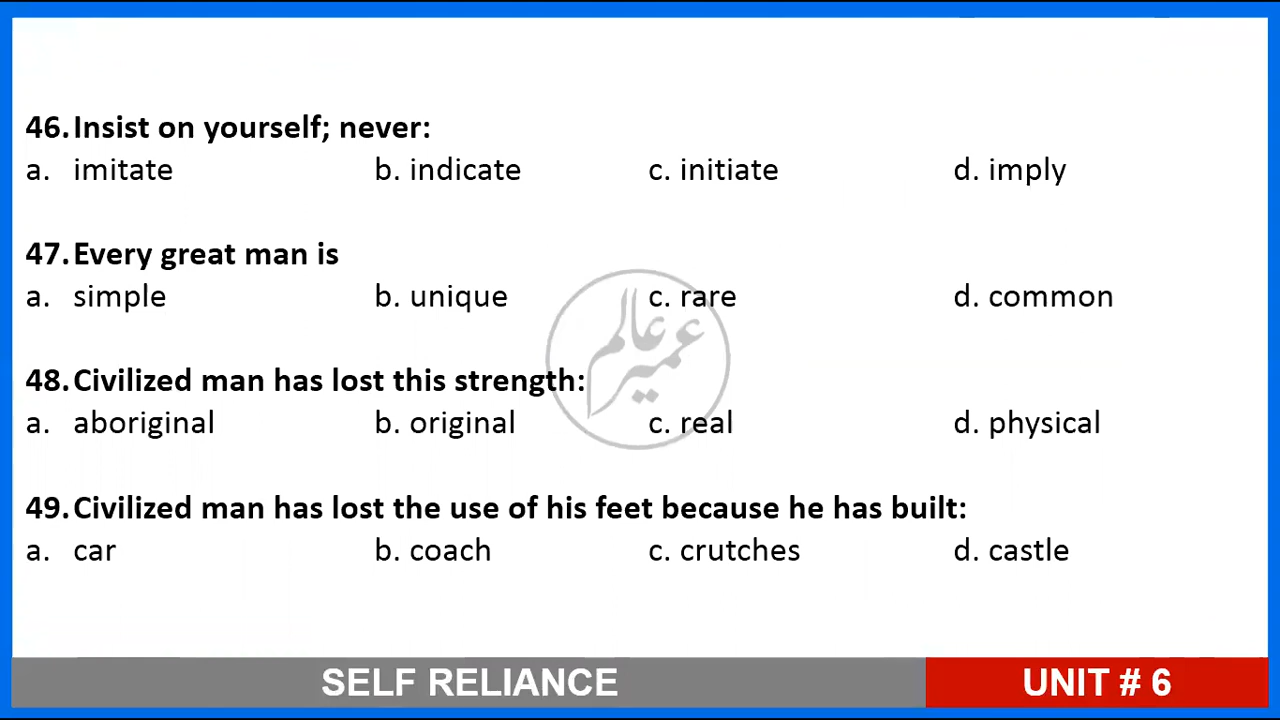 46. Insist on yourself; never:
a. imitate b. indicate c. initiate d. imply
47. Every great man is
a. simple b. unique c. rare d. common
48. Civilized man has lost this strength:
a. aboriginal b. original c. real d. physical
49. Civilized man has lost the use of his feet because he has built:
a. car b. coach c. crutches d. castle
عمیر عالم
SELF RELIANCE
UNIT # 6